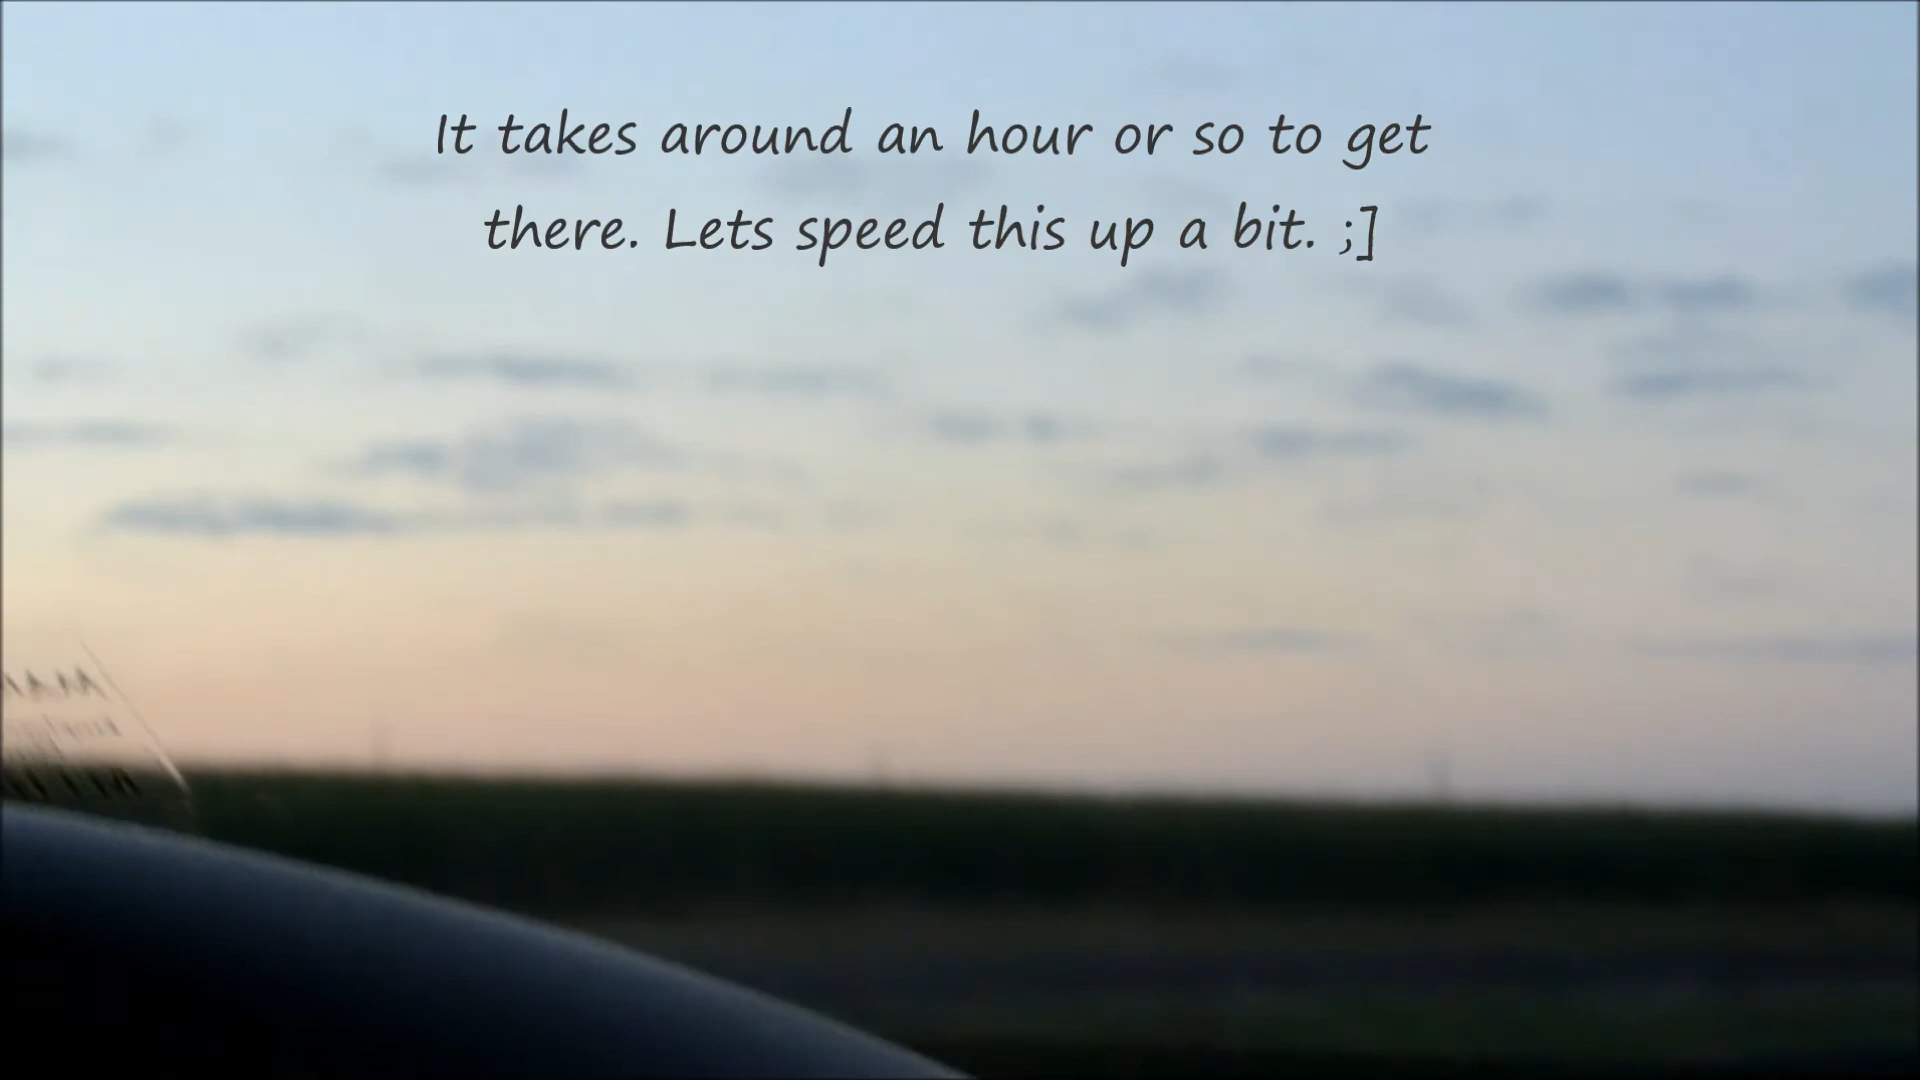 It takes around an hour or so to get
there. Lets speed this up a bit. ;]